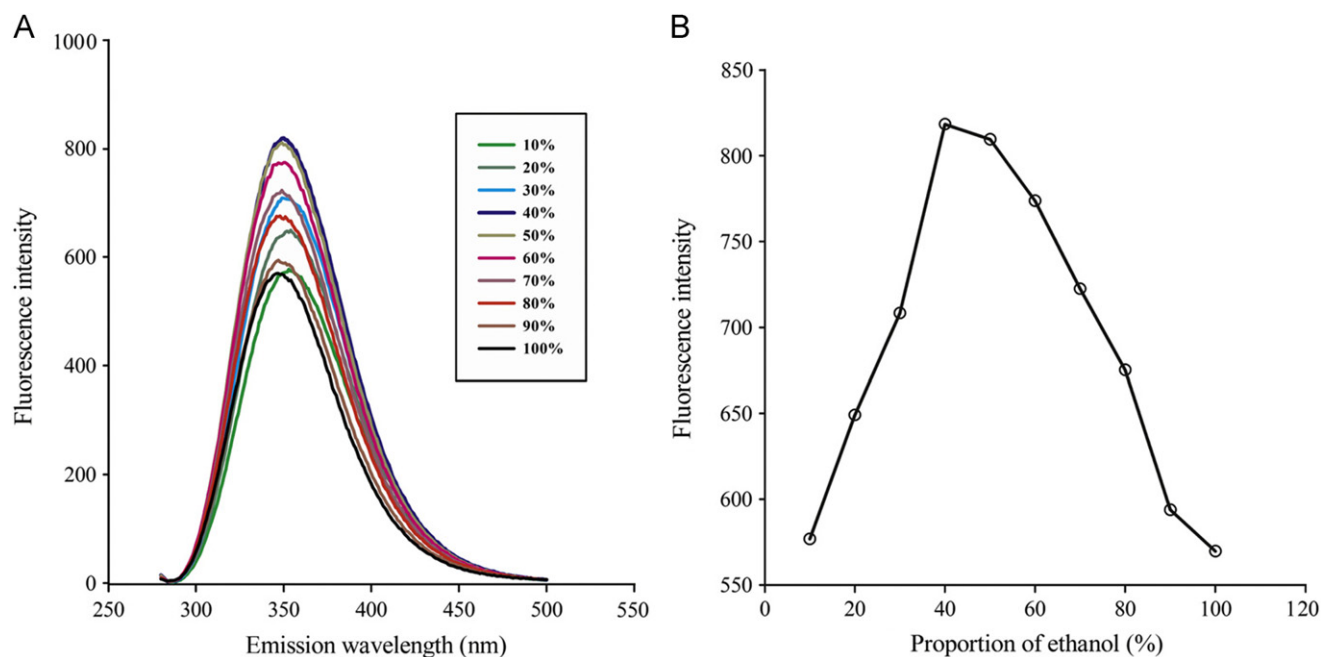 A
1000
800
600
400
200
0
250 300 350 400 450 500 550
Fluorescence intensity
Emission wavelength (nm)
10%
20%
30%
40%
50%
60%
70%
80%
90%
100%
B
850
800
750
700
650
600
550
0 20 40 60 80 100 120
Fluorescence intensity
Proportion of ethanol (%)